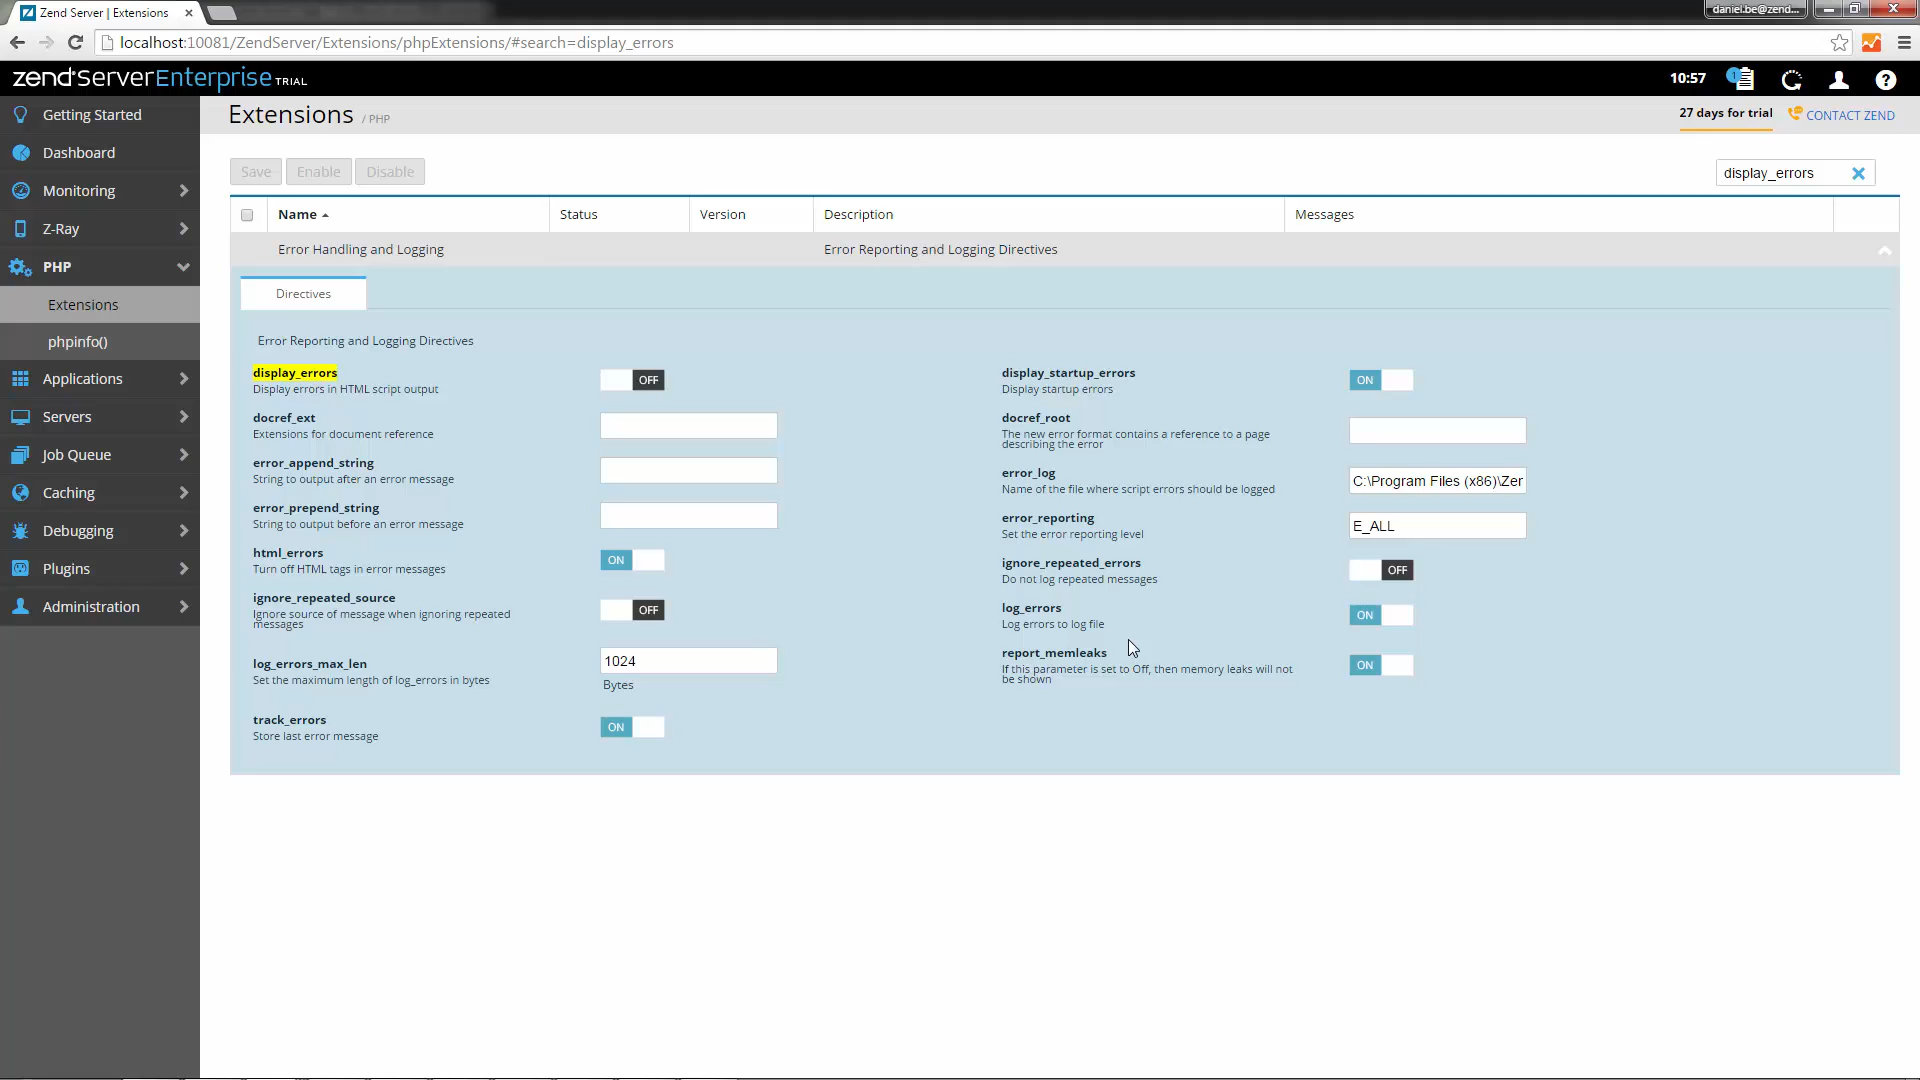 Zend Server | Extensions
daniel.be@zend...
localhost:10081/ZendServer/Extensions/phpExtensions/#search=display_errors
zend Server Enterprise TRIAL
10:57
1
Getting Started
Dashboard
Monitoring
Z-Ray
PHP
Extensions
phpinfo()
Applications
Servers
Job Queue
Caching
Debugging
Plugins
Administration
Extensions / PHP
27 days for trial
CONTACT ZEND
Save
Enable
Disable
display_errors
Name
Status
Version
Description
Messages
Error Handling and Logging
Error Reporting and Logging Directives
Directives
Error Reporting and Logging Directives
display_errors
Display errors in HTML script output
OFF
docref_ext
Extensions for document reference
error_append_string
String to output after an error message
error_prepend_string
String to output before an error message
html_errors
Turn off HTML tags in error messages
ON
ignore_repeated_source
Ignore source of message when ignoring repeated
messages
OFF
log_errors_max_len
Set the maximum length of log_errors in bytes
1024
Bytes
track_errors
Store last error message
ON
display_startup_errors
Display startup errors
ON
docref_root
The new error format contains a reference to a page
describing the error
error_log
Name of the file where script errors should be logged
C:\Program Files (x86)\Zer
error_reporting
Set the error reporting level
E_ALL
ignore_repeated_errors
Do not log repeated messages
OFF
log_errors
Log errors to log file
ON
report_memleaks
If this parameter is set to Off, then memory leaks will not
be shown
ON